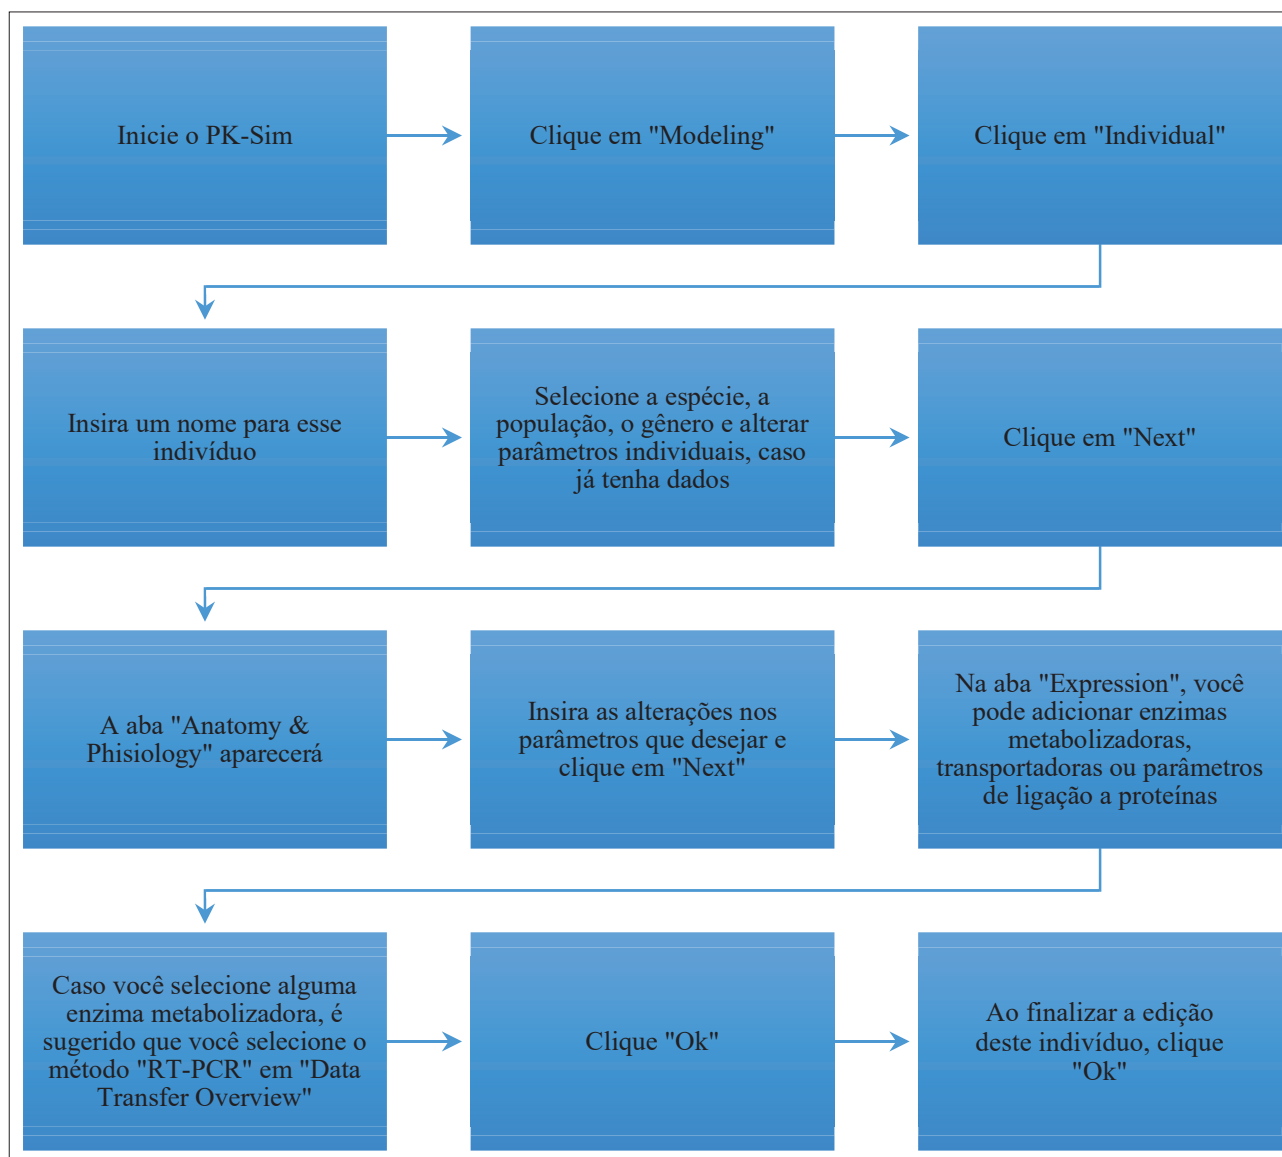 Inicie o PK-Sim
Clique em "Modeling"
Clique em "Individual"
Insira um nome para esse
indivíduo
Selecione a espécie, a
população, o gênero e alterar
parâmetros individuais, caso
já tenha dados
Clique em "Next"
A aba "Anatomy &
Phisiology" aparecerá
Insira as alterações nos
parâmetros que desejar e
clique em "Next"
Na aba "Expression", você
pode adicionar enzimas
metabolizadoras,
transportadoras ou parâmetros
de ligação a proteínas
Caso você selecione alguma
enzima metabolizadora, é
sugerido que você selecione o
método "RT-PCR" em "Data
Transfer Overview"
Clique "Ok"
Ao finalizar a edição
deste indivíduo, clique
"Ok"